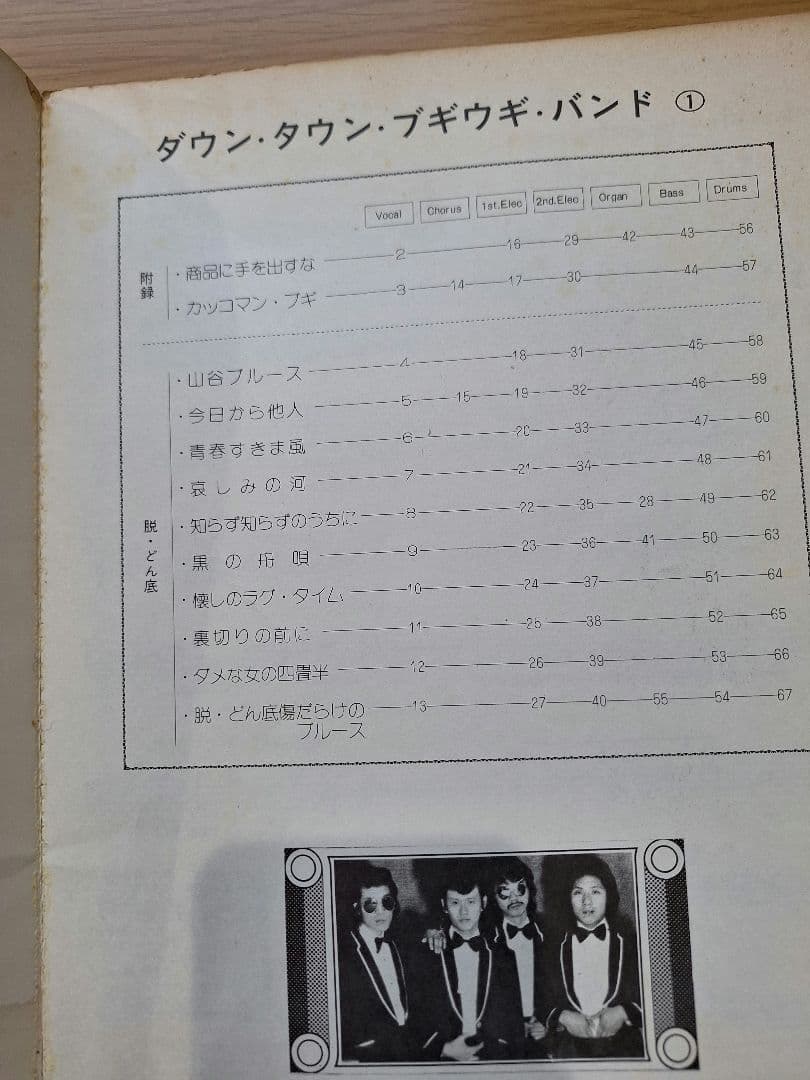 ダウン・タウン・ブギウギ・バンド ①
Vocal Chorus 1st.Elec 2nd.Elec Organ Bass Drums
附録
・商品に手を出すな 2 16 29 42 43 56
・カッコマン・ブギ 3 14 17 30 44 57
脱・どん底
・山谷ブルース 4 18 31 45 58
・今日から他人 5 15 19 32 46 59
・青春すきま風 6 20 33 47 60
・哀しみの河 7 21 34 48 61
・知らず知らずのうちに 8 22 35 28 49 62
・黒の舟唄 9 23 36 41 50 63
・懐しのラグ・タイム 10 24 37 51 64
・裏切りの前に 11 25 38 52 65
・ダメな女の四畳半 12 26 39 53 66
・脱・どん底傷だらけの 13 27 40 55 54 67
ブルース